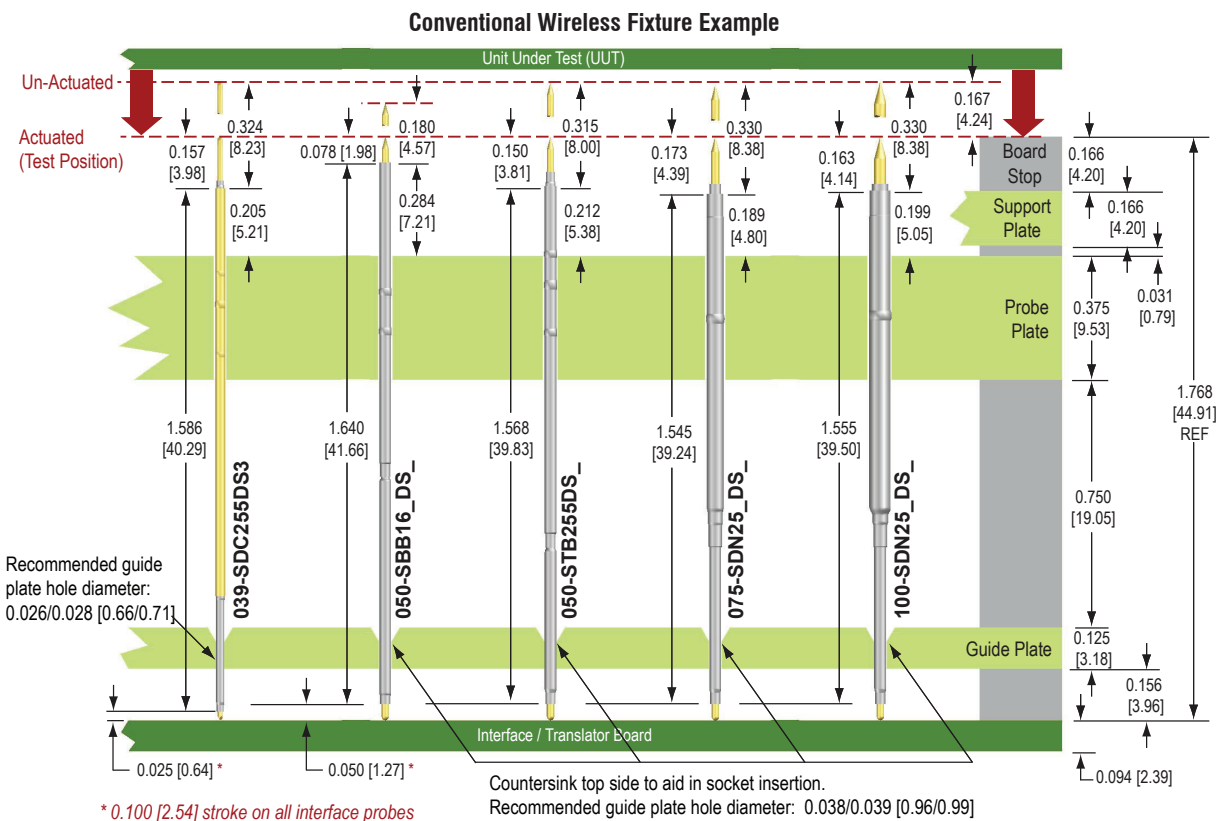 Conventional Wireless Fixture Example
Unit Under Test (UUT)
Un-Actuated
Actuated
(Test Position)
0.157
[3.98]
0.324
[8.23]
0.205
[5.21]
0.078 [1.98]
0.180
[4.57]
0.284
[7.21]
0.150
[3.81]
0.315
[8.00]
0.212
[5.38]
0.173
[4.39]
0.330
[8.38]
0.189
[4.80]
0.163
[4.14]
0.330
[8.38]
0.199
[5.05]
0.167
[4.24]
Board
Stop
0.166
[4.20]
Support
Plate
0.166
[4.20]
0.031
[0.79]
Probe
Plate
0.375
[9.53]
1.768
[44.91]
REF
1.586
[40.29]
1.640
[41.66]
1.568
[39.83]
1.545
[39.24]
1.555
[39.50]
0.750
[19.05]
039-SDC255DS3
050-SBB16_DS_
050-STB255DS_
075-SDN25_DS_
100-SDN25_DS_
Recommended guide
plate hole diameter:
0.026/0.028 [0.66/0.71]
Guide Plate
0.125
[3.18]
0.156
[3.96]
Interface / Translator Board
0.025 [0.64] *
0.050 [1.27] *
0.094 [2.39]
Countersink top side to aid in socket insertion.
Recommended guide plate hole diameter: 0.038/0.039 [0.96/0.99]
* 0.100 [2.54] stroke on all interface probes